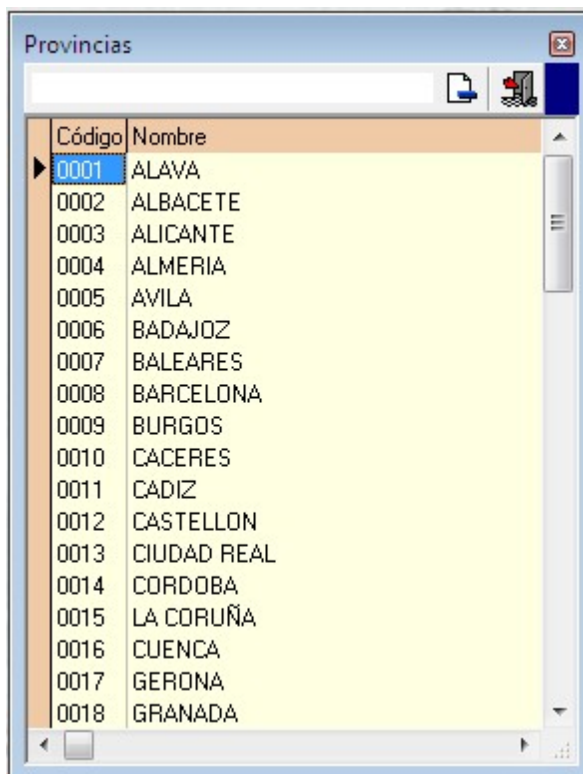 Provincias
Código Nombre
0001 ALAVA
0002 ALBACETE
0003 ALICANTE
0004 ALMERIA
0005 AVILA
0006 BADAJOZ
0007 BALEARES
0008 BARCELONA
0009 BURGOS
0010 CACERES
0011 CADIZ
0012 CASTELLON
0013 CIUDAD REAL
0014 CORDOBA
0015 LA CORUÑA
0016 CUENCA
0017 GERONA
0018 GRANADA